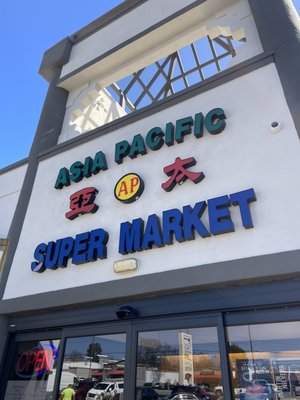 ASIA PACIFIC
亞 AP 太
SUPER MARKET
OPEN